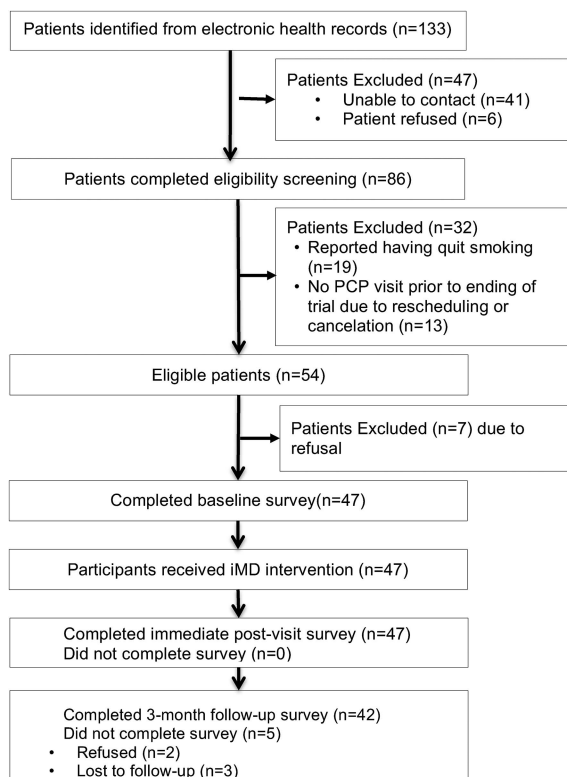 Patients identified from electronic health records (n=133)
Patients Excluded (n=47)
• Unable to contact (n=41)
• Patient refused (n=6)
Patients completed eligibility screening (n=86)
Patients Excluded (n=32)
• Reported having quit smoking
(n=19)
• No PCP visit prior to ending of
trial due to rescheduling or
cancelation (n=13)
Eligible patients (n=54)
Patients Excluded (n=7) due to
refusal
Completed baseline survey(n=47)
Participants received iMD intervention (n=47)
Completed immediate post-visit survey (n=47)
Did not complete survey (n=0)
Completed 3-month follow-up survey (n=42)
Did not complete survey (n=5)
• Refused (n=2)
• Lost to follow-up (n=3)